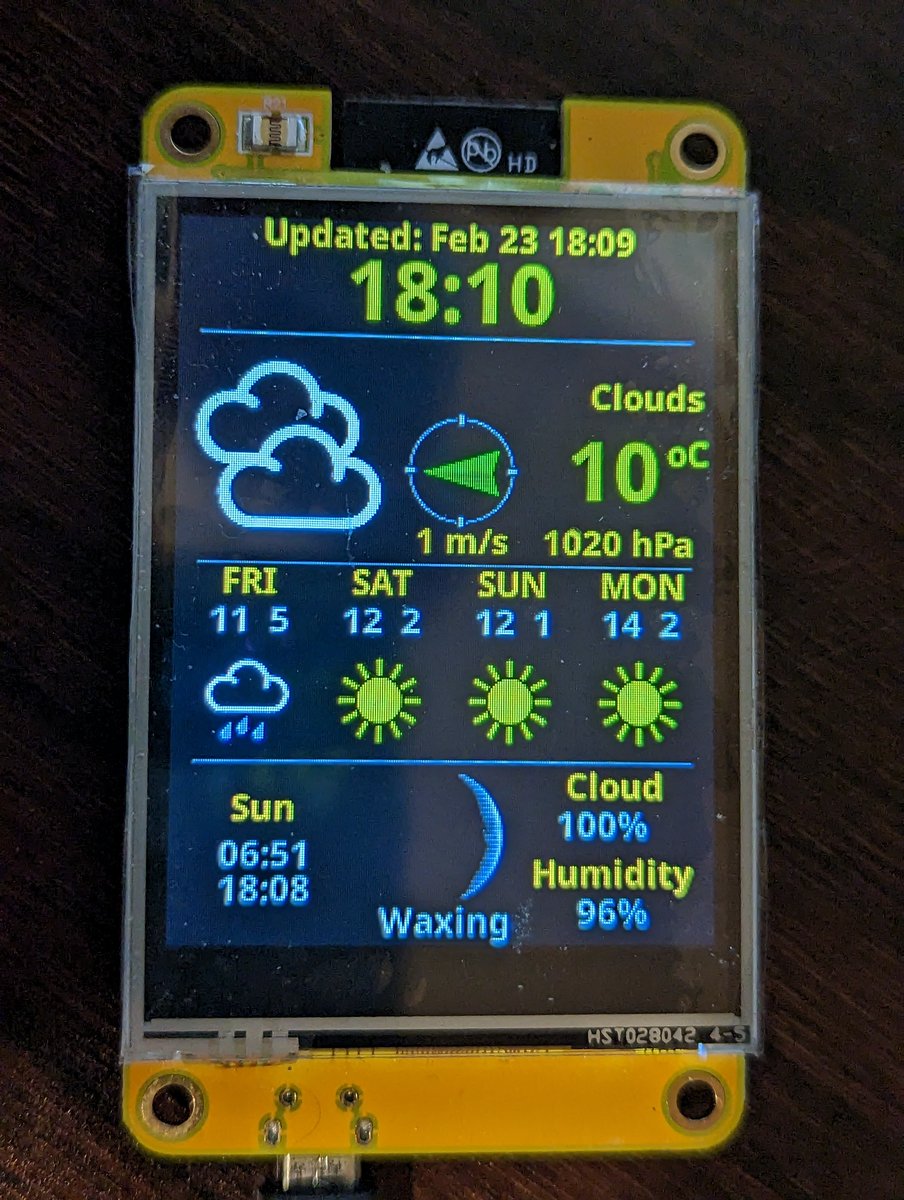 Pb HD
Updated: Feb 23 18:09
18:10
Clouds
10 oC
1 m/s 1020 hPa
FRI SAT SUN MON
11 5 12 2 12 1 14 2
Sun
06:51
18:08
Waxing
Cloud
100%
Humidity
96%
HST028042 4-S